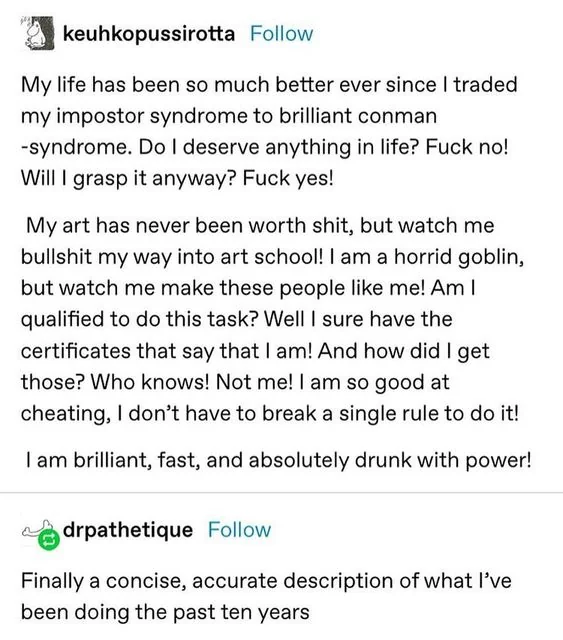 keuhkopussirotta Follow
My life has been so much better ever since I traded
my impostor syndrome to brilliant conman
-syndrome. Do I deserve anything in life? Fuck no!
Will I grasp it anyway? Fuck yes!
My art has never been worth shit, but watch me
bullshit my way into art school! I am a horrid goblin,
but watch me make these people like me! Am I
qualified to do this task? Well I sure have the
certificates that say that I am! And how did I get
those? Who knows! Not me! I am so good at
cheating, I don't have to break a single rule to do it!
I am brilliant, fast, and absolutely drunk with power!
drpathetique Follow
Finally a concise, accurate description of what I've
been doing the past ten years